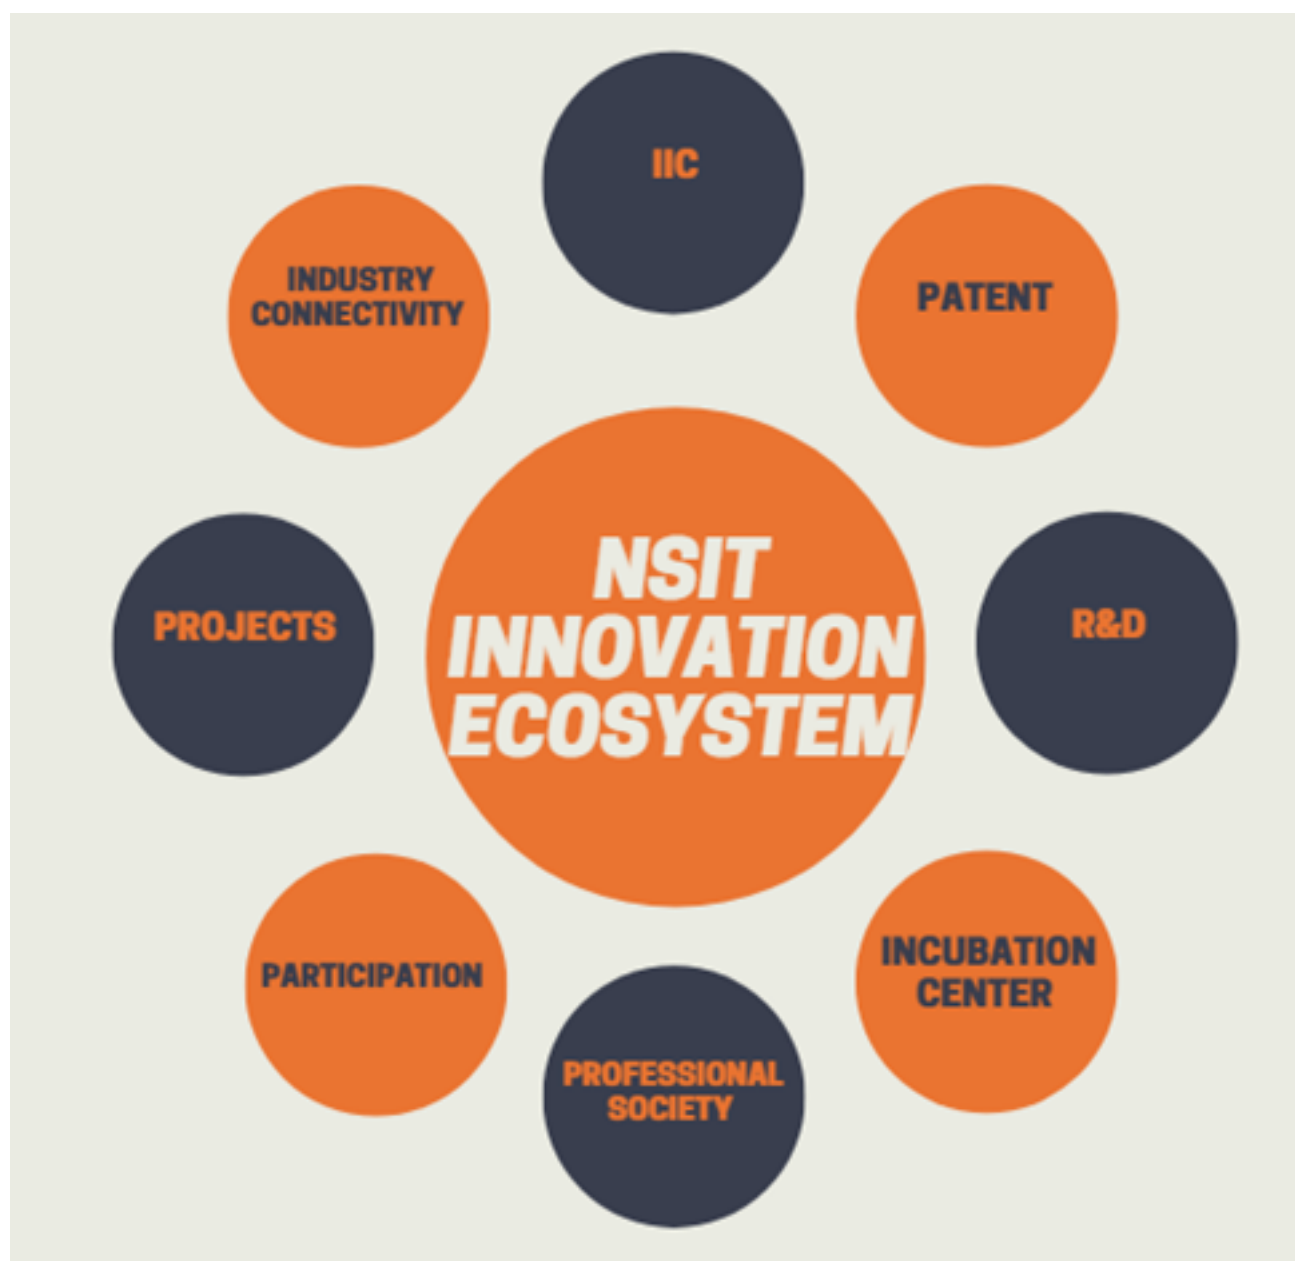 IIC
INDUSTRY
CONNECTIVITY
PATENT
NSIT
INNOVATION
ECOSYSTEM
PROJECTS
R&D
PARTICIPATION
INCUBATION
CENTER
PROFESSIONAL
SOCIETY